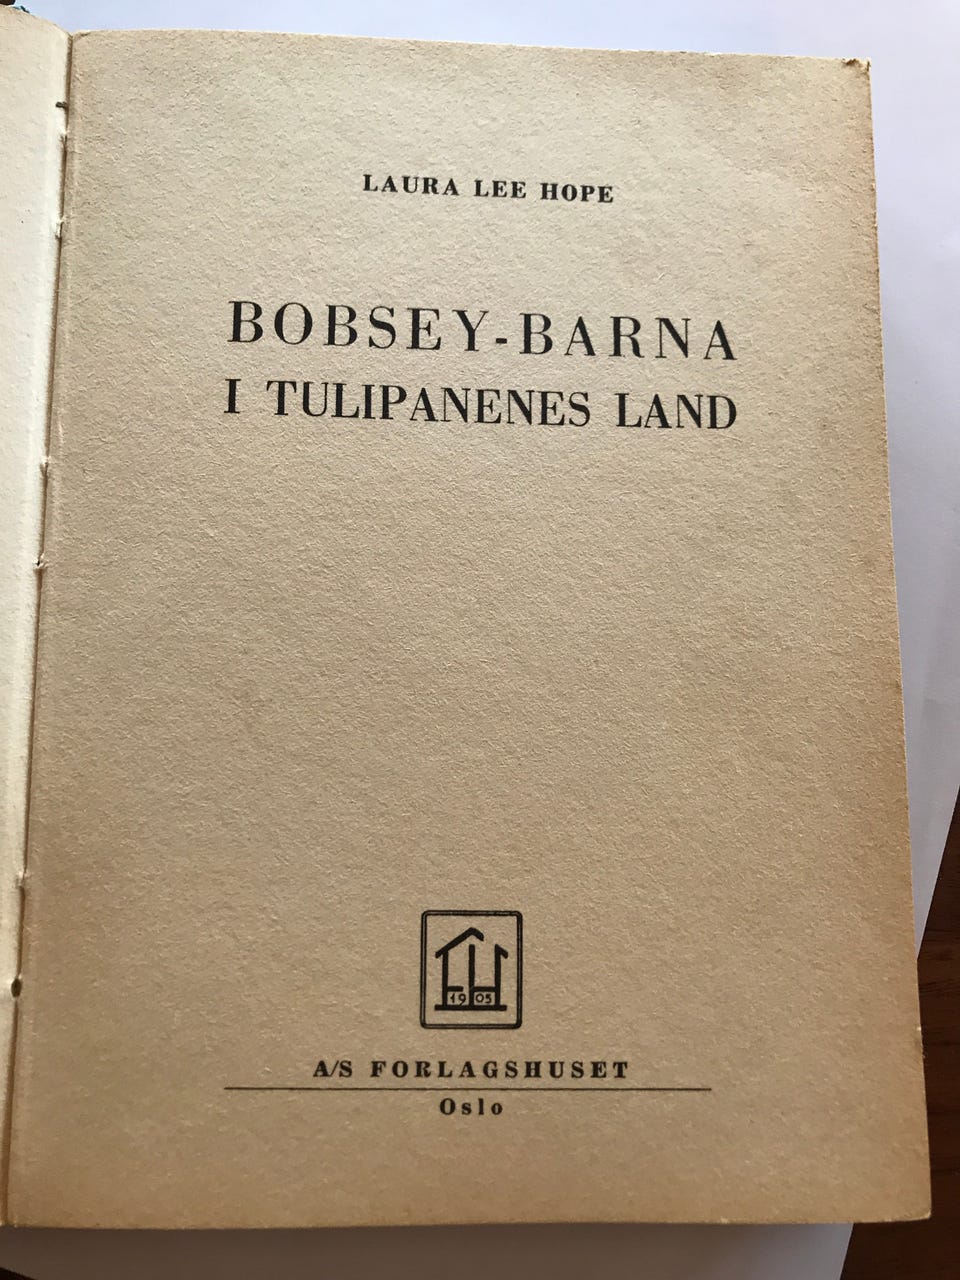 LAURA LEE HOPE
BOBSEY-BARNA
I TULIPANENES LAND
1905
A/S FORLAGSHUSET
Oslo